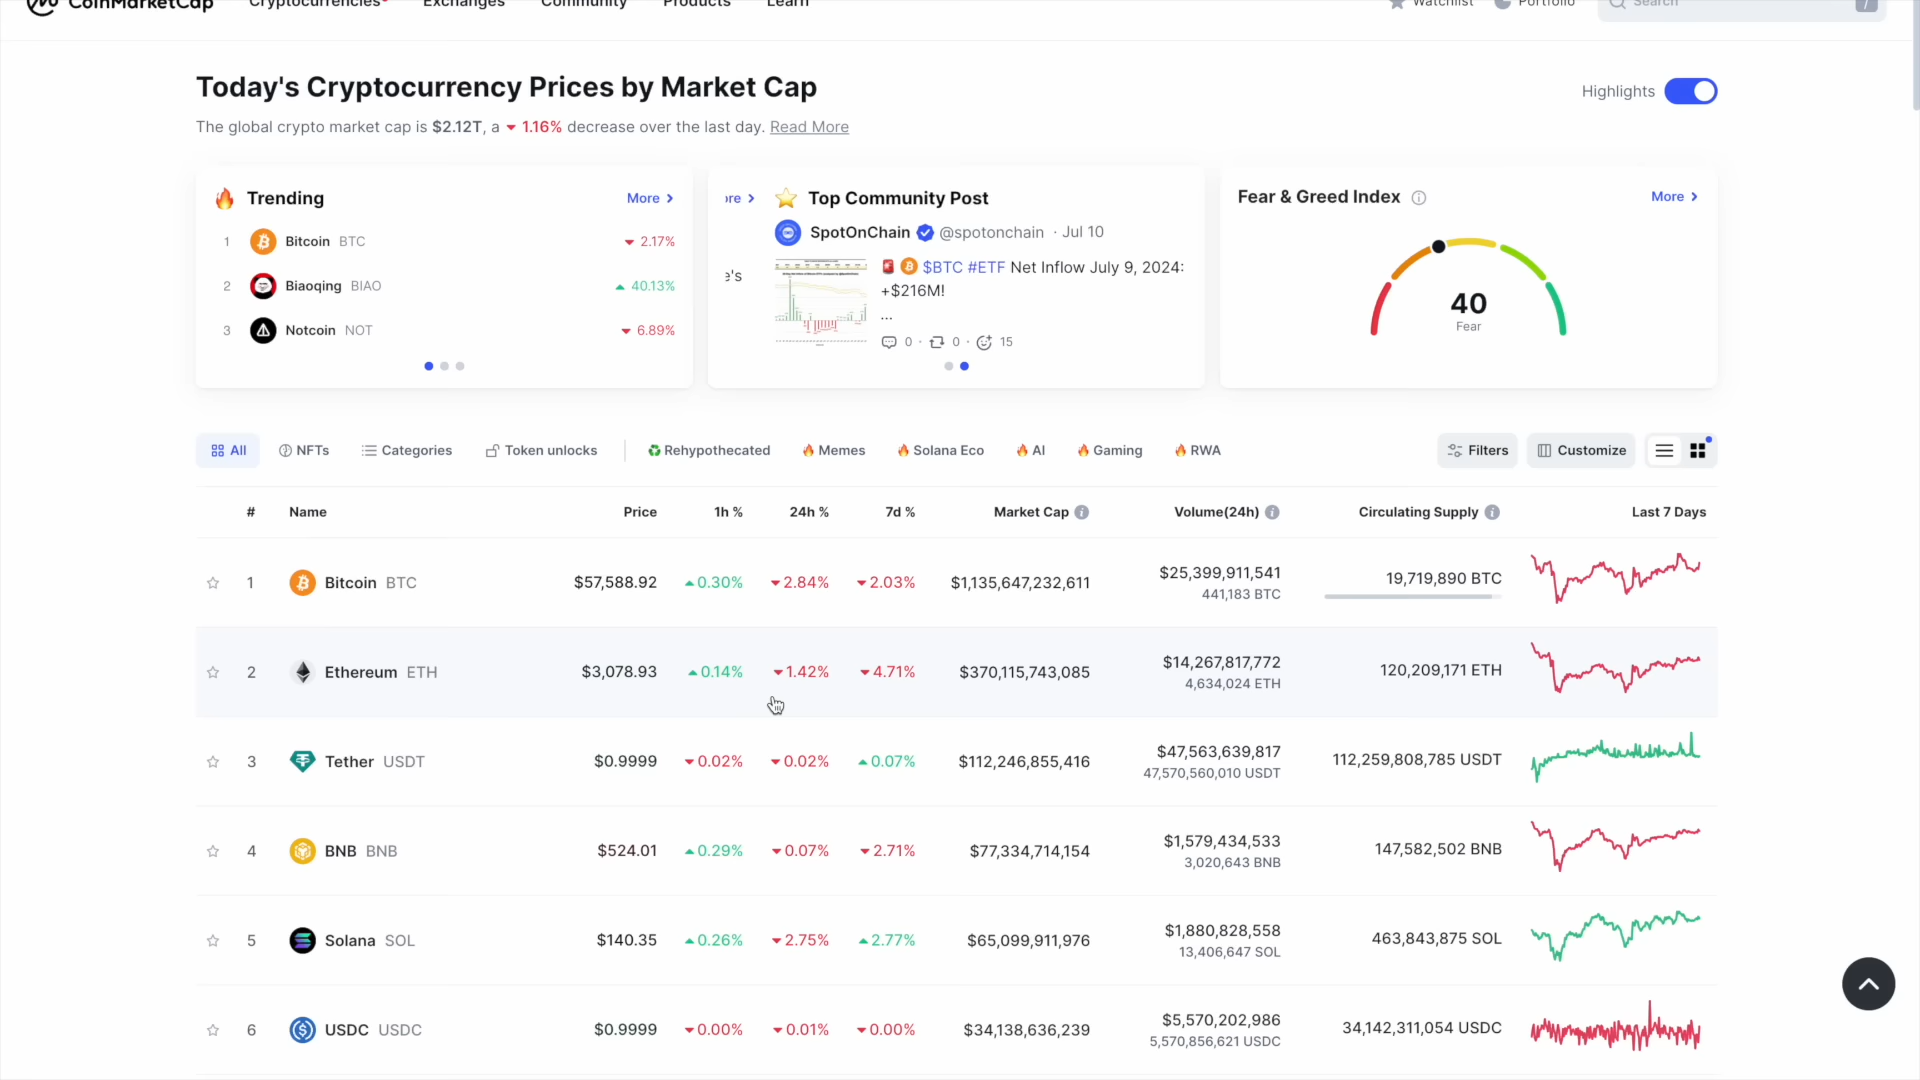 CoinMarketCap Cryptocurrencies Exchanges Community Products Learn Watchlist Portfolio Search /
Today's Cryptocurrency Prices by Market Cap
Highlights
The global crypto market cap is $2.12T, a 1.16% decrease over the last day. Read More
Trending
More
1 Bitcoin BTC 2.17%
2 Biaoqing BIAO 40.13%
3 Notcoin NOT 6.89%
Top Community Post
SpotOnChain @spotonchain · Jul 10
$BTC #ETF Net Inflow July 9, 2024:
+$216M!
...
0 · 0 · 15
Fear & Greed Index
More
40
Fear
All NFTs Categories Token unlocks Rehypothecated Memes Solana Eco AI Gaming RWA Filters Customize
# Name Price 1h % 24h % 7d % Market Cap Volume(24h) Circulating Supply Last 7 Days
1 Bitcoin BTC $57,588.92 0.30% 2.84% 2.03% $1,135,647,232,611 $25,399,911,541 19,719,890 BTC
441,183 BTC
2 Ethereum ETH $3,078.93 0.14% 1.42% 4.71% $370,115,743,085 $14,267,817,772 120,209,171 ETH
4,634,024 ETH
3 Tether USDT $0.9999 0.02% 0.02% 0.07% $112,246,855,416 $47,563,639,817 112,259,808,785 USDT
47,570,560,010 USDT
4 BNB BNB $524.01 0.29% 0.07% 2.71% $77,334,714,154 $1,579,434,533 147,582,502 BNB
3,020,643 BNB
5 Solana SOL $140.35 0.26% 2.75% 2.77% $65,099,911,976 $1,880,828,558 463,843,875 SOL
13,406,647 SOL
6 USDC USDC $0.9999 0.00% 0.01% 0.00% $34,138,636,239 $5,570,202,986 34,142,311,054 USDC
5,570,856,621 USDC